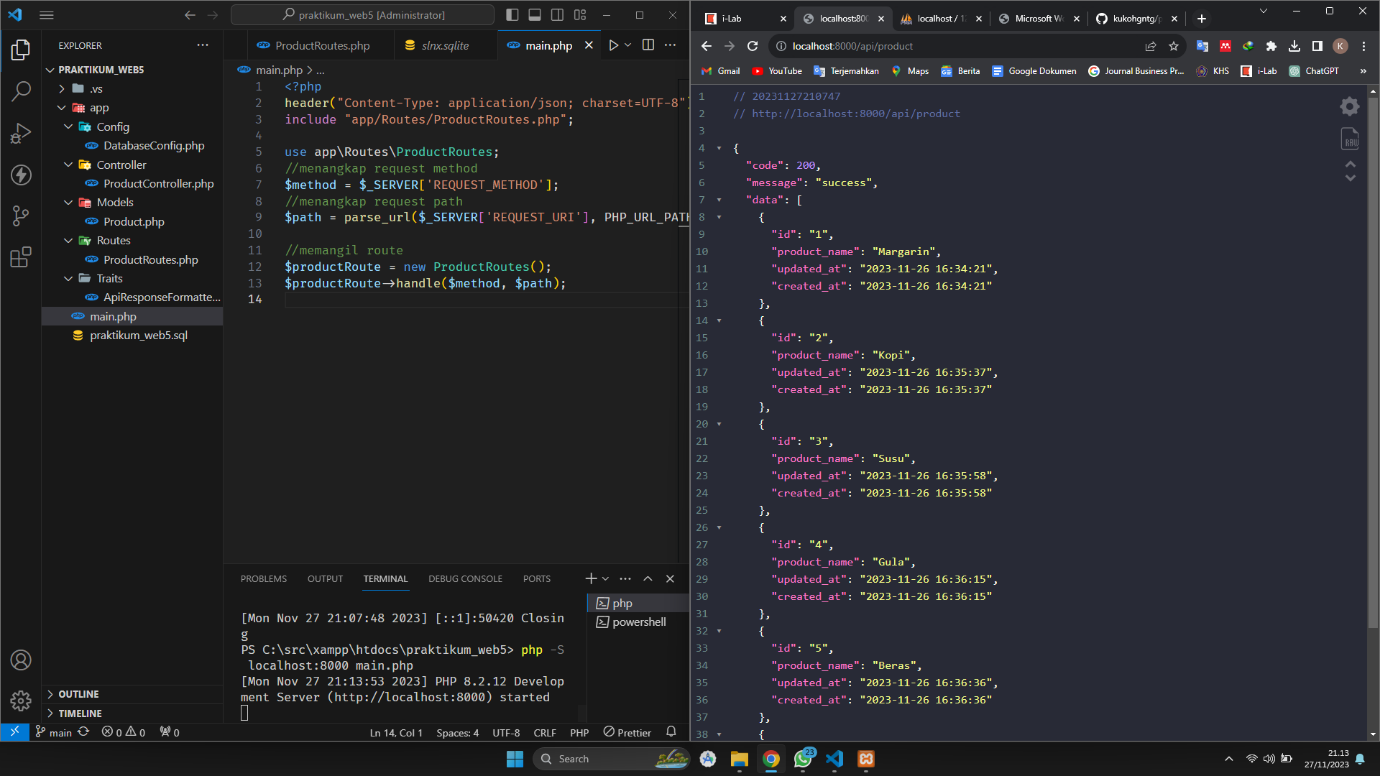 praktikum_web5 [Administrator]
EXPLORER
PRAKTIKUM_WEB5
.vs
app
Config
DatabaseConfig.php
Controller
ProductController.php
Models
Product.php
Routes
ProductRoutes.php
Traits
ApiResponseFormatte...
main.php
praktikum_web5.sql
OUTLINE
TIMELINE
ProductRoutes.php
slnx.sqlite
main.php
main.php > ...
1 <?php
2 header("Content-Type: application/json; charset=UTF-8")
3 include "app/Routes/ProductRoutes.php";
4
5 use app\Routes\ProductRoutes;
6 //menangkap request method
7 $method = $_SERVER['REQUEST_METHOD'];
8 //menangkap request path
9 $path = parse_url($_SERVER['REQUEST_URI'], PHP_URL_PATH
10
11 //memangil route
12 $productRoute = new ProductRoutes();
13 $productRoute->handle($method, $path);
14
PROBLEMS OUTPUT TERMINAL DEBUG CONSOLE PORTS
[Mon Nov 27 21:07:48 2023] [::1]:50420 Closin
g
PS C:\src\xampp\htdocs\praktikum_web5> php -S
localhost:8000 main.php
[Mon Nov 27 21:13:53 2023] PHP 8.2.12 Develop
ment Server (http://localhost:8000) started
php
powershell
main 0 0 0 Ln 14, Col 1 Spaces: 4 UTF-8 CRLF PHP Prettier
i-Lab
localhost:800
localhost / 1
Microsoft W
kukohgntg/p
localhost:8000/api/product
K
Gmail YouTube Terjemahkan Maps Berita Google Dokumen Journal Business Pr... KHS i-Lab ChatGPT »
1 // 20231127210747
2 // http://localhost:8000/api/product
3
4 {
5 "code": 200,
6 "message": "success",
7 "data": [
8 {
9 "id": "1",
10 "product_name": "Margarin",
11 "updated_at": "2023-11-26 16:34:21",
12 "created_at": "2023-11-26 16:34:21"
13 },
14 {
15 "id": "2",
16 "product_name": "Kopi",
17 "updated_at": "2023-11-26 16:35:37",
18 "created_at": "2023-11-26 16:35:37"
19 },
20 {
21 "id": "3",
22 "product_name": "Susu",
23 "updated_at": "2023-11-26 16:35:58",
24 "created_at": "2023-11-26 16:35:58"
25 },
26 {
27 "id": "4",
28 "product_name": "Gula",
29 "updated_at": "2023-11-26 16:36:15",
30 "created_at": "2023-11-26 16:36:15"
31 },
32 {
33 "id": "5",
34 "product_name": "Beras",
35 "updated_at": "2023-11-26 16:36:36",
36 "created_at": "2023-11-26 16:36:36"
37 },
38 {
RAW
Search
23
21.13
27/11/2023